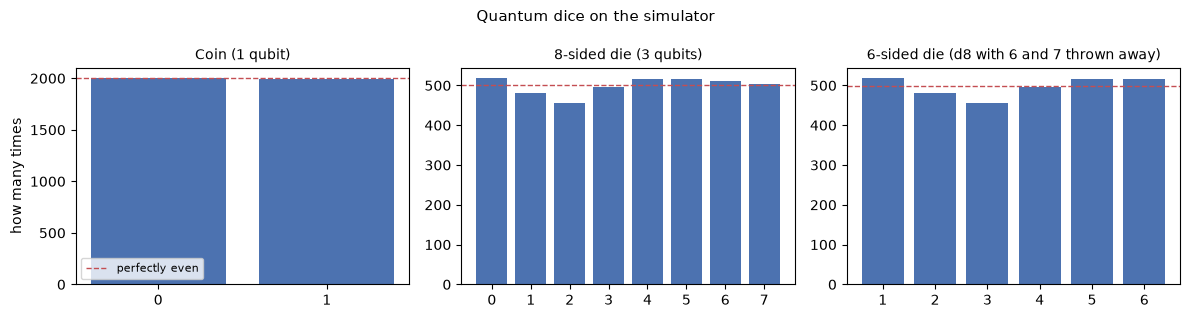 Quantum dice on the simulator
Coin (1 qubit)
how many times
2000
1500
1000
500
0
perfectly even
0 1
8-sided die (3 qubits)
500
400
300
200
100
0
0 1 2 3 4 5 6 7
6-sided die (d8 with 6 and 7 thrown away)
500
400
300
200
100
0
1 2 3 4 5 6